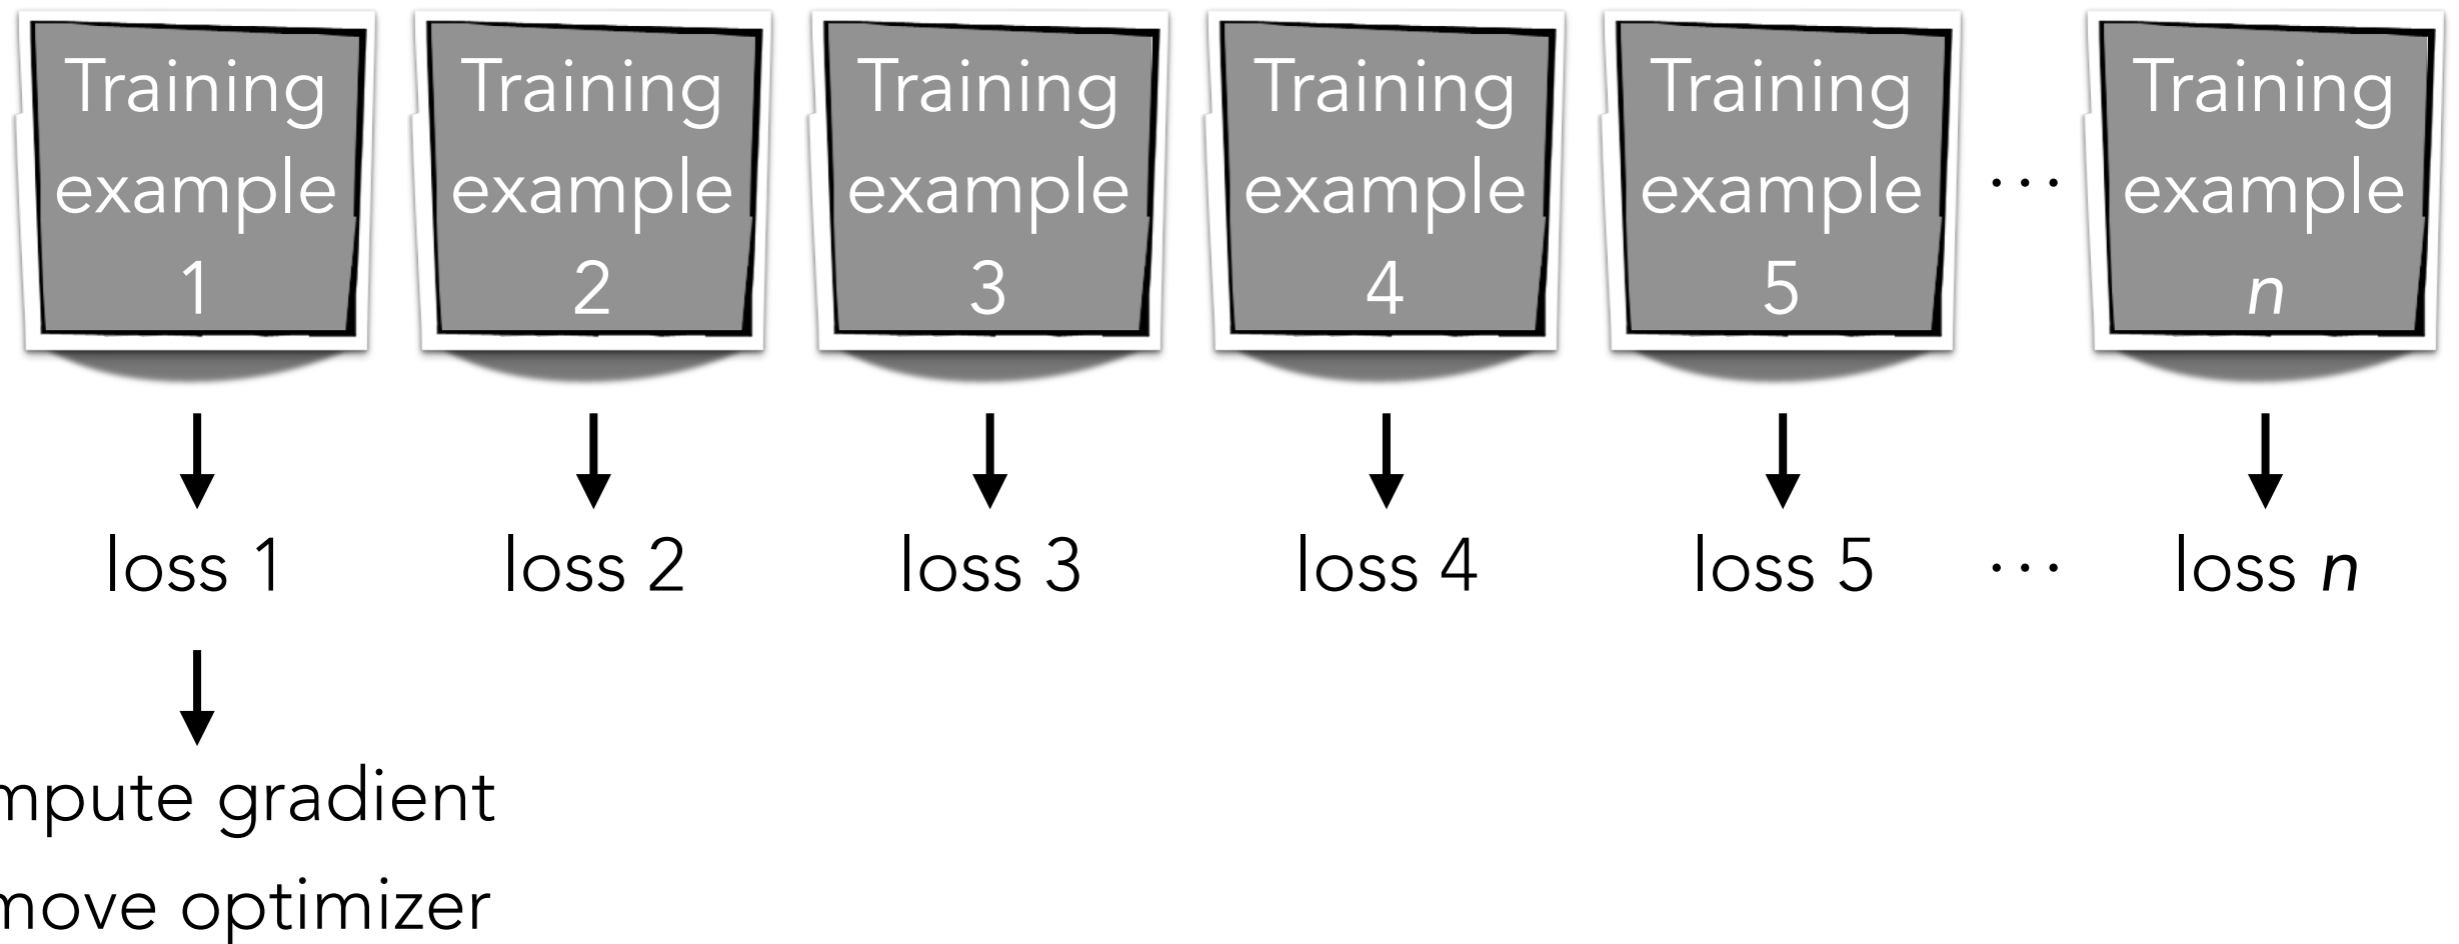 Training
example
1
Training
example
2
Training
example
3
Training
example
4
Training
example
5
...
Training
example
n
loss 1
loss 2
loss 3
loss 4
loss 5
...
loss n
mpute gradient
move optimizer